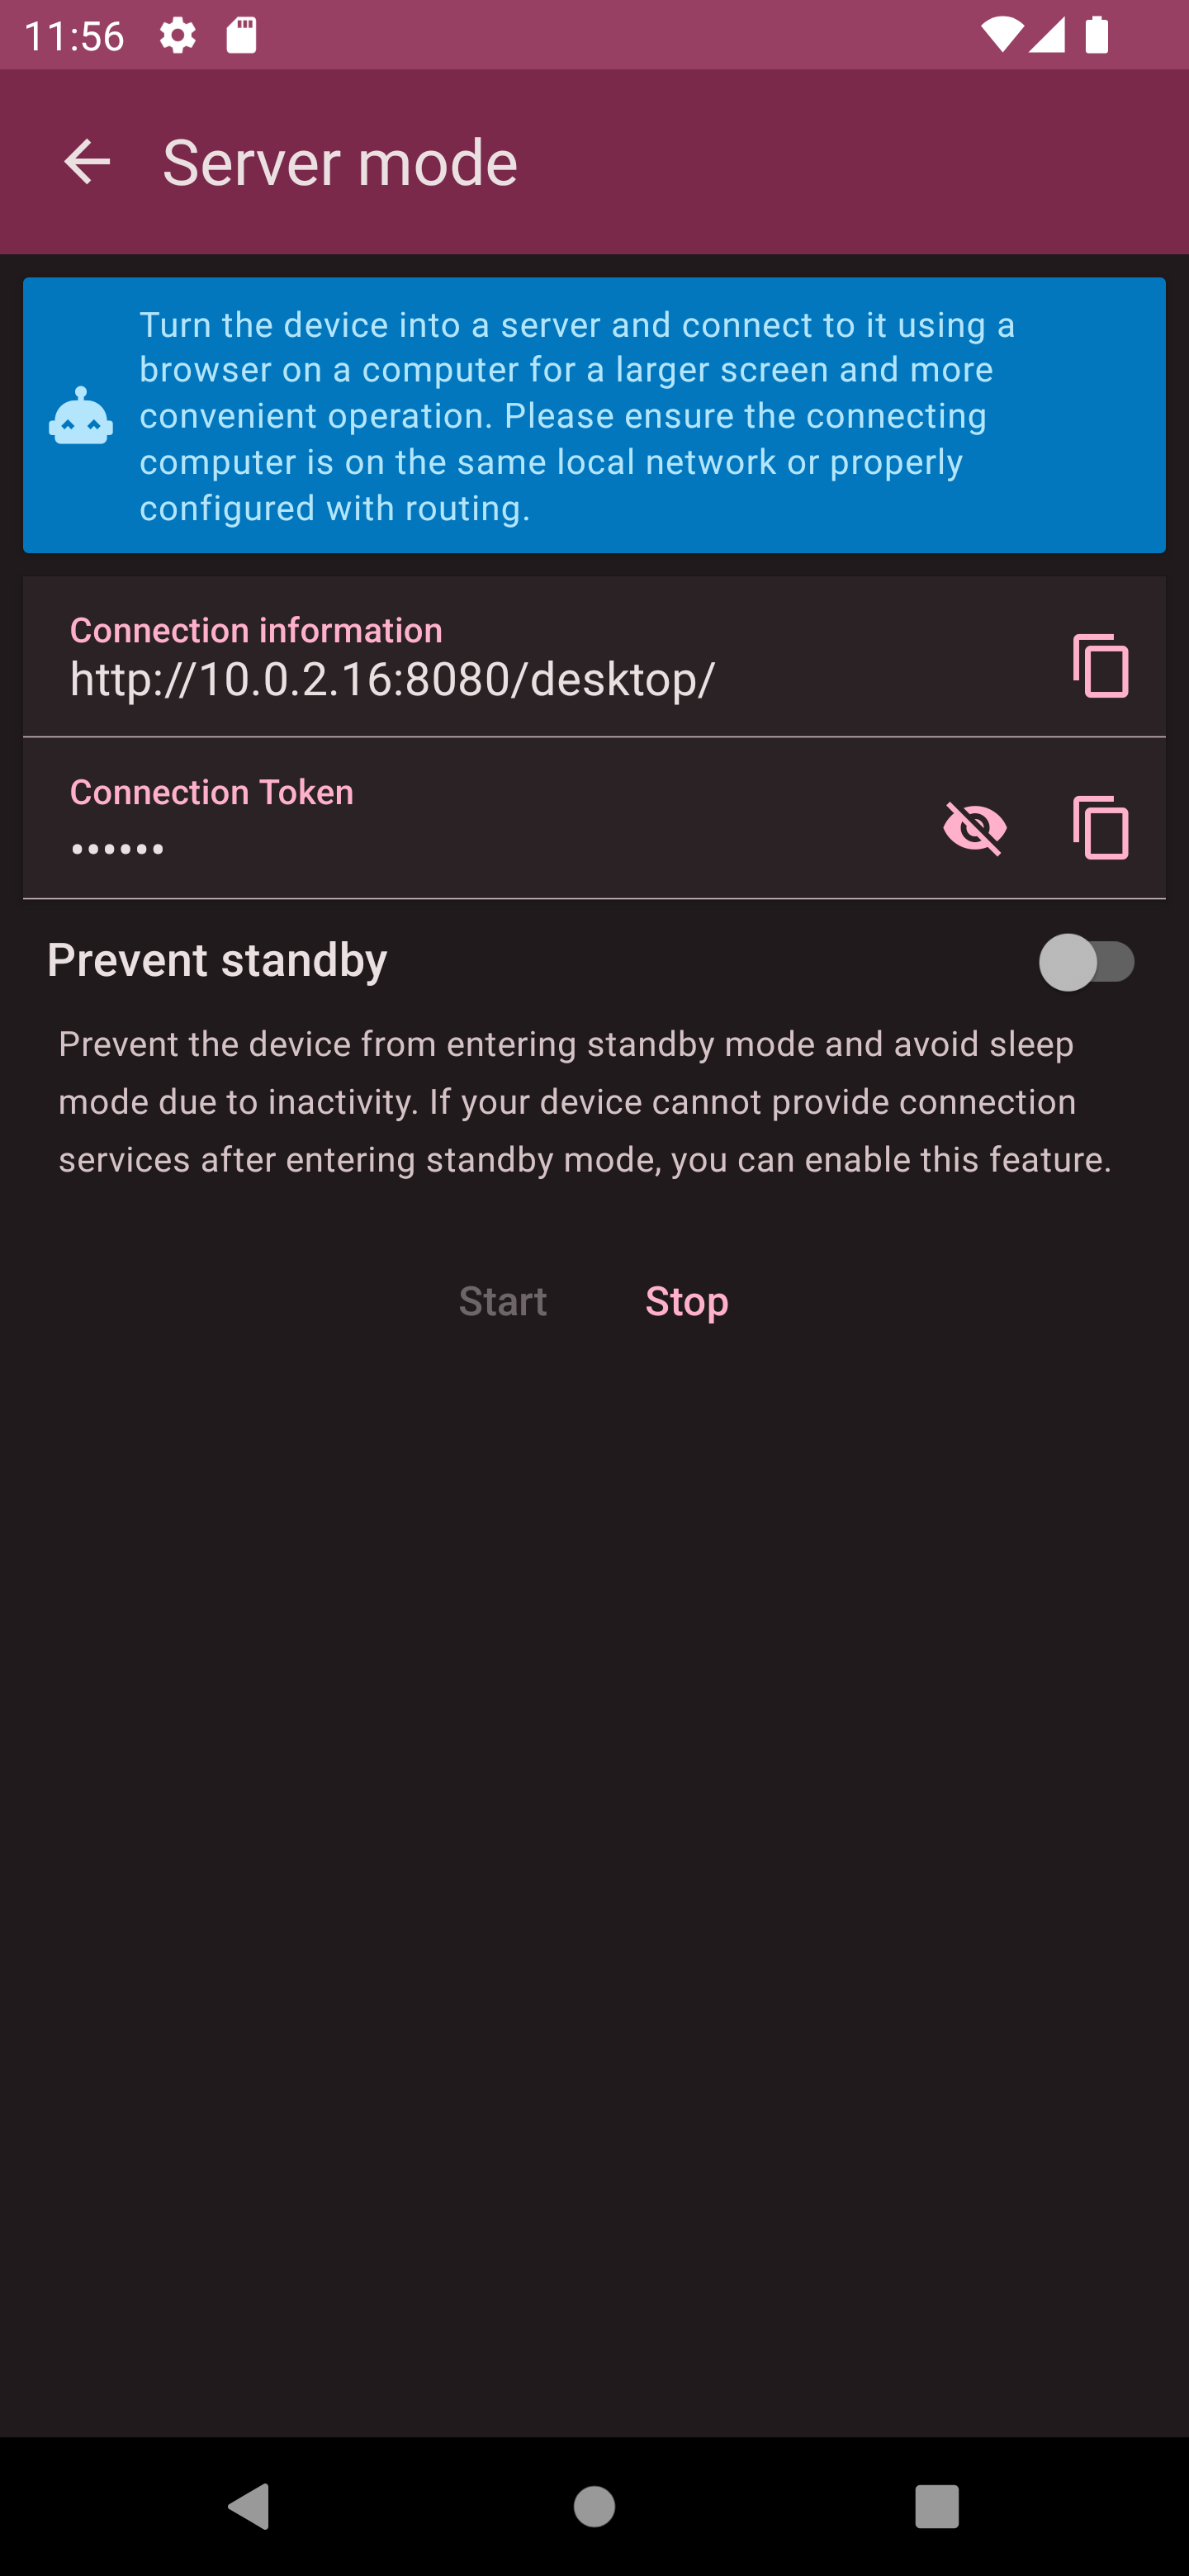 11:56
Server mode
Turn the device into a server and connect to it using a
browser on a computer for a larger screen and more
convenient operation. Please ensure the connecting
computer is on the same local network or properly
configured with routing.
Connection information
http://10.0.2.16:8080/desktop/
Connection Token
••••••
Prevent standby
Prevent the device from entering standby mode and avoid sleep
mode due to inactivity. If your device cannot provide connection
services after entering standby mode, you can enable this feature.
Start Stop